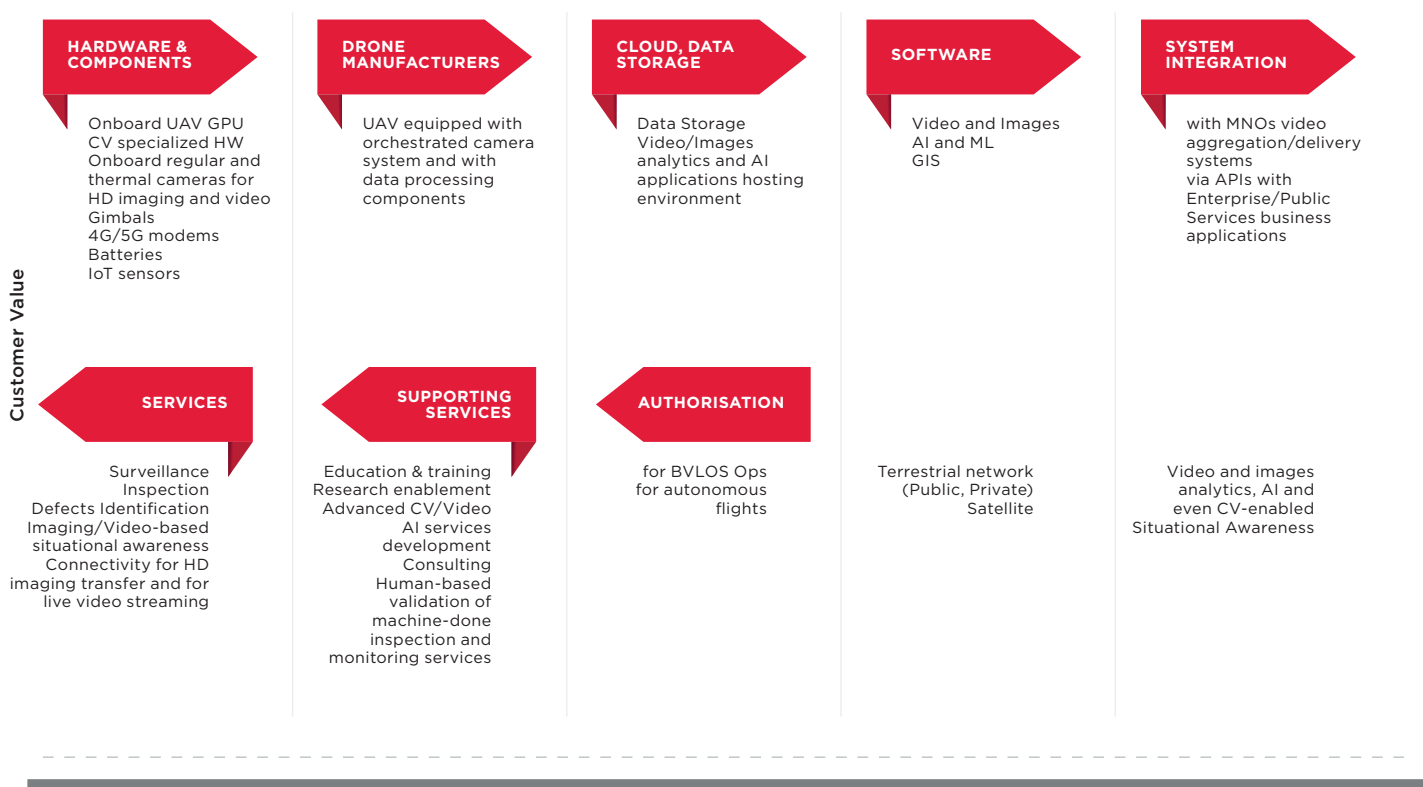 HARDWARE &
COMPONENTS
Onboard UAV GPU
CV specialized HW
Onboard regular and
thermal cameras for
HD imaging and video
Gimbals
4G/5G modems
Batteries
IoT sensors
DRONE
MANUFACTURERS
UAV equipped with
orchestrated camera
system and with
data processing
components
CLOUD, DATA
STORAGE
Data Storage
Video/Images
analytics and AI
applications hosting
environment
SOFTWARE
Video and Images
AI and ML
GIS
SYSTEM
INTEGRATION
with MNOs video
aggregation/delivery
systems
via APIs with
Enterprise/Public
Services business
applications
Customer Value
SERVICES
Surveillance
Inspection
Defects Identification
Imaging/Video-based
situational awareness
Connectivity for HD
imaging transfer and for
live video streaming
SUPPORTING
SERVICES
Education & training
Research enablement
Advanced CV/Video
AI services
development
Consulting
Human-based
validation of
machine-done
inspection and
monitoring services
AUTHORISATION
for BVLOS Ops
for autonomous
flights
Terrestrial network
(Public, Private)
Satellite
Video and images
analytics, AI and
even CV-enabled
Situational Awareness